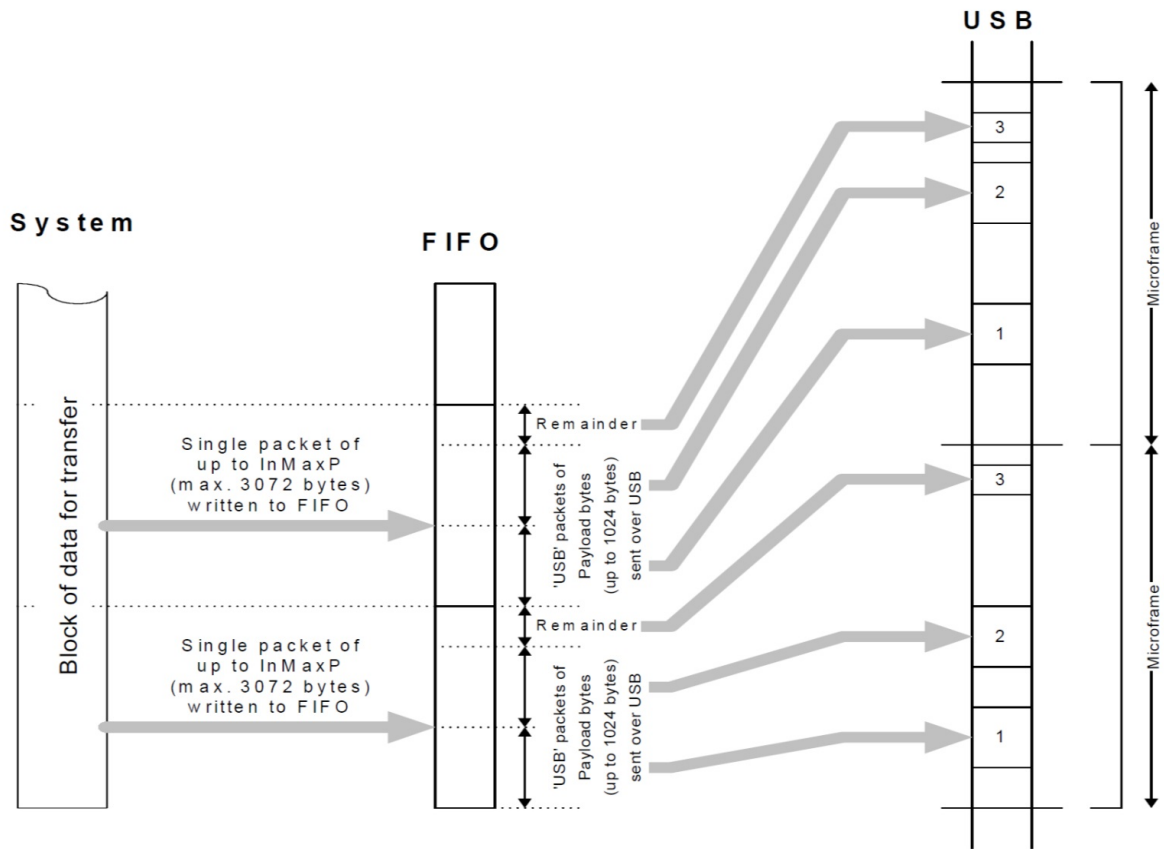 USB
System
FIFO
Block of data for transfer
Single packet of
up to InMaxP
(max. 3072 bytes)
written to FIFO
Single packet of
up to InMaxP
(max. 3072 bytes)
written to FIFO
Remainder
'USB' packets of
Payload bytes
(up to 1024 bytes)
sent over USB
Remainder
'USB' packets of
Payload bytes
(up to 1024 bytes)
sent over USB
3
2
1
3
2
1
Microframe
Microframe